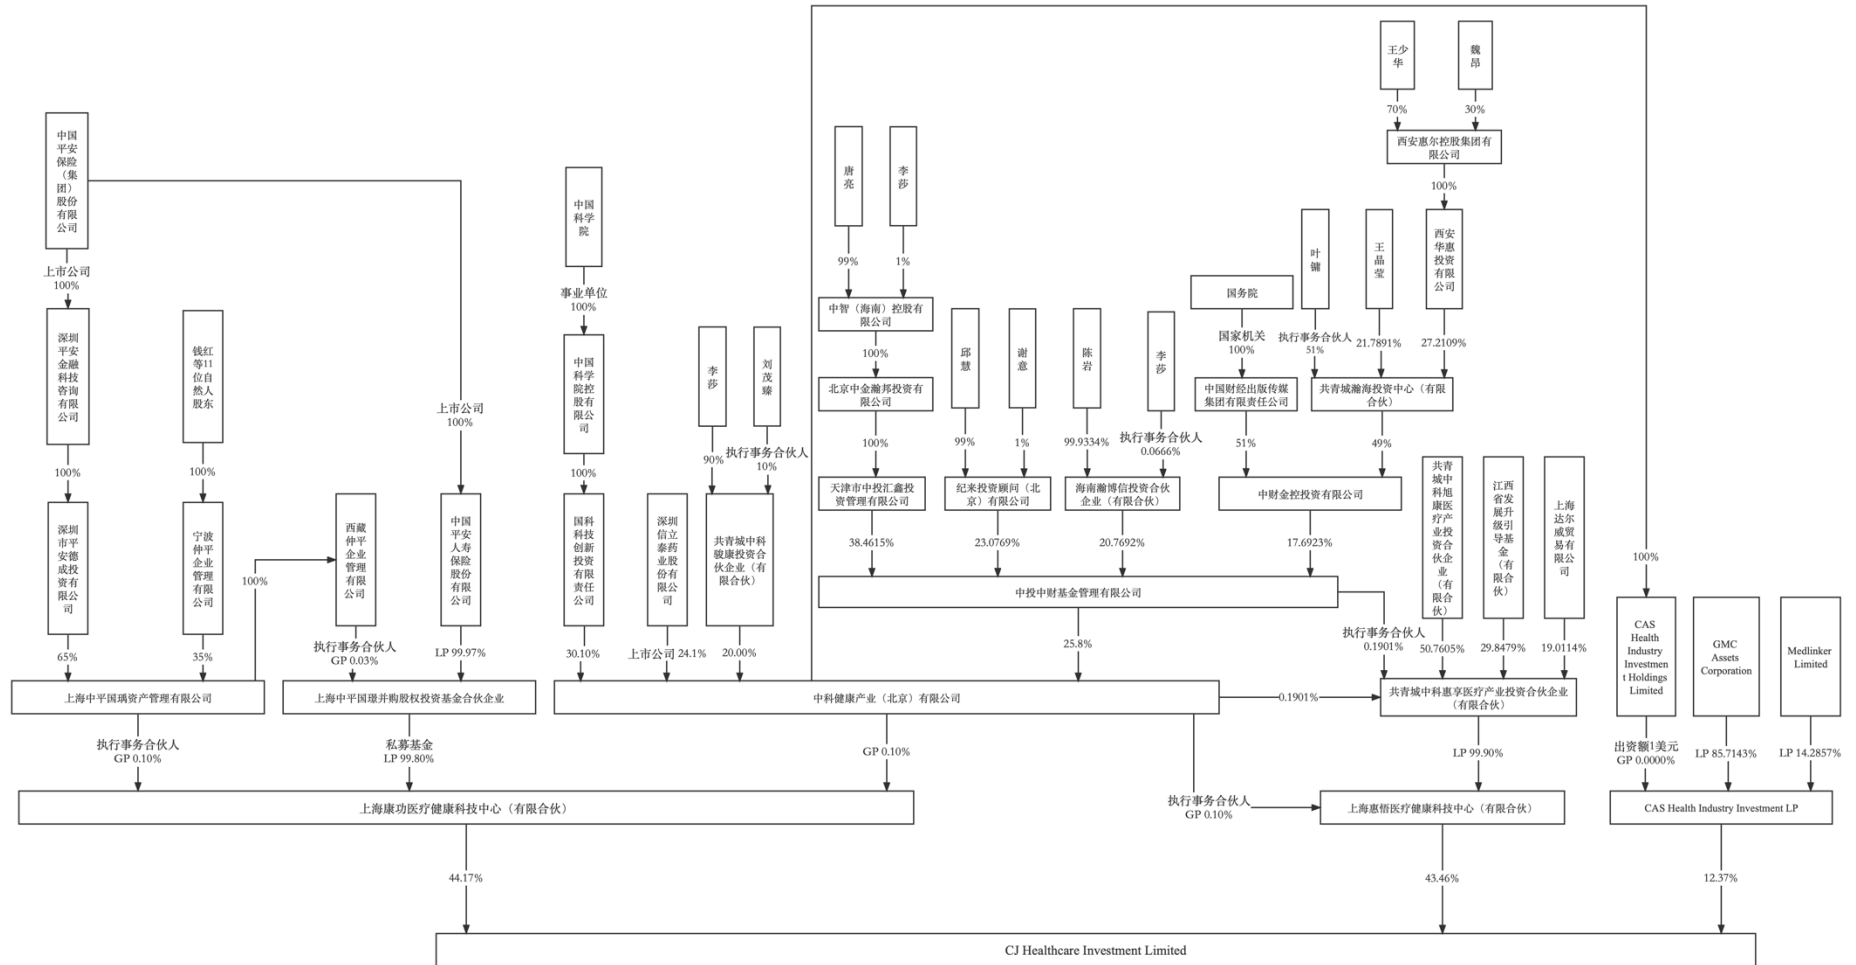 王少
华
魏
昂
70%
30%
西安惠尔控股集团有
限公司
100%
中国
平安
保险
（集
团）
股份
有限
公司
唐
亮
李
莎
中国
科学
院
99%
1%
叶
镛
王
晶
莹
西安
华惠
投资
有限
公司
上市公司
100%
事业单位
100%
国务院
中智（海南）控股有
限公司
深圳
平安
金融
科技
咨询
有限
公司
钱红
等11
位自
然人
股东
中国
科学
院控
股有
限公
司
李
莎
刘
茂
臻
100%
邱
慧
谢
意
陈
岩
李
莎
国家机关
100%
执行事务合伙人
51%
21.7891%
27.2109%
北京中金瀚邦投资有
限公司
中国财经出版传媒
集团有限责任公司
共青城瀚海投资中心（有限
合伙）
上市公司
100%
100%
100%
100%
90%
执行事务合伙人
10%
100%
99%
1%
99.9334%
执行事务合伙人
0.0666%
51%
49%
共青
城中
科旭
康医
疗产
业投
资合
伙企
业
（有
限合
伙）
江西
省发
展升
级引
导基
金
（有
限合
伙）
上海
达尔
威贸
易有
限公
司
深圳
市平
安德
成投
资有
限公
司
宁波
仲平
企业
管理
有限
公司
西藏
仲平
企业
管理
有限
公司
中国
平安
人寿
保险
股份
有限
公司
国科
科技
创新
投资
有限
责任
公司
深圳
信立
泰药
业股
份有
限公
司
共青城中科
骏康投资合
伙企业（有
限合伙）
天津市中投汇鑫投
资管理有限公司
纪来投资顾问（北
京）有限公司
海南瀚博信投资合伙
企业（有限合伙）
中财金控投资有限公司
38.4615%
23.0769%
20.7692%
17.6923%
100%
100%
中投中财基金管理有限公司
CAS
Health
Industry
Investmen
t Holdings
Limited
GMC
Assets
Corporation
Medlinker
Limited
65%
35%
执行事务合伙人
GP 0.03%
LP 99.97%
30.10%
上市公司 24.1%
20.00%
25.8%
执行事务合伙人
0.1901%
50.7605%
29.8479%
19.0114%
上海中平国瑀资产管理有限公司
上海中平国璟并购股权投资基金合伙企业
中科健康产业（北京）有限公司
0.1901%
共青城中科惠享医疗产业投资合伙企业
（有限合伙）
执行事务合伙人
GP 0.10%
私募基金
LP 99.80%
GP 0.10%
LP 99.90%
出资额1美元
GP 0.0000%
LP 85.7143%
LP 14.2857%
上海康功医疗健康科技中心（有限合伙）
执行事务合伙人
GP 0.10%
上海惠悟医疗健康科技中心（有限合伙）
CAS Health Industry Investment LP
44.17%
43.46%
12.37%
CJ Healthcare Investment Limited